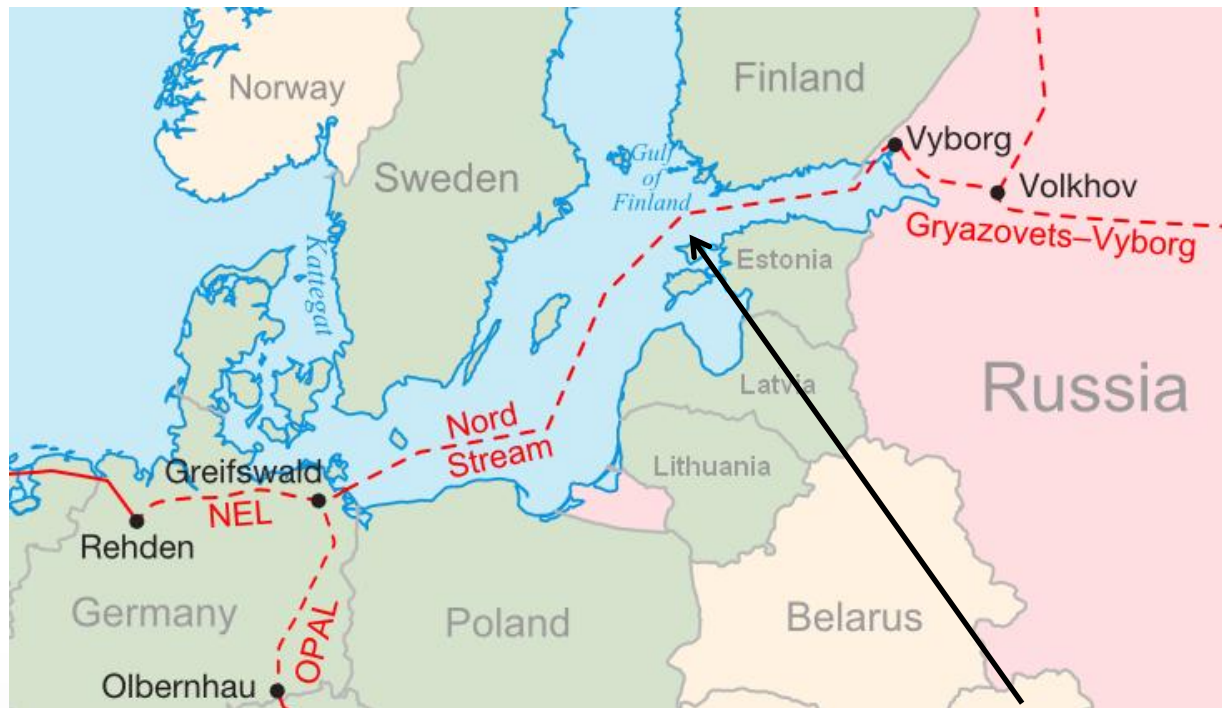 Norway
Finland
Sweden
Gulf
of
Finland
Vyborg
Volkhov
Gryazovets–Vyborg
Kattegat
Estonia
Latvia
Russia
Lithuania
Nord
Stream
Greifswald
NEL
Rehden
Germany
OPAL
Poland
Belarus
Olbernhau